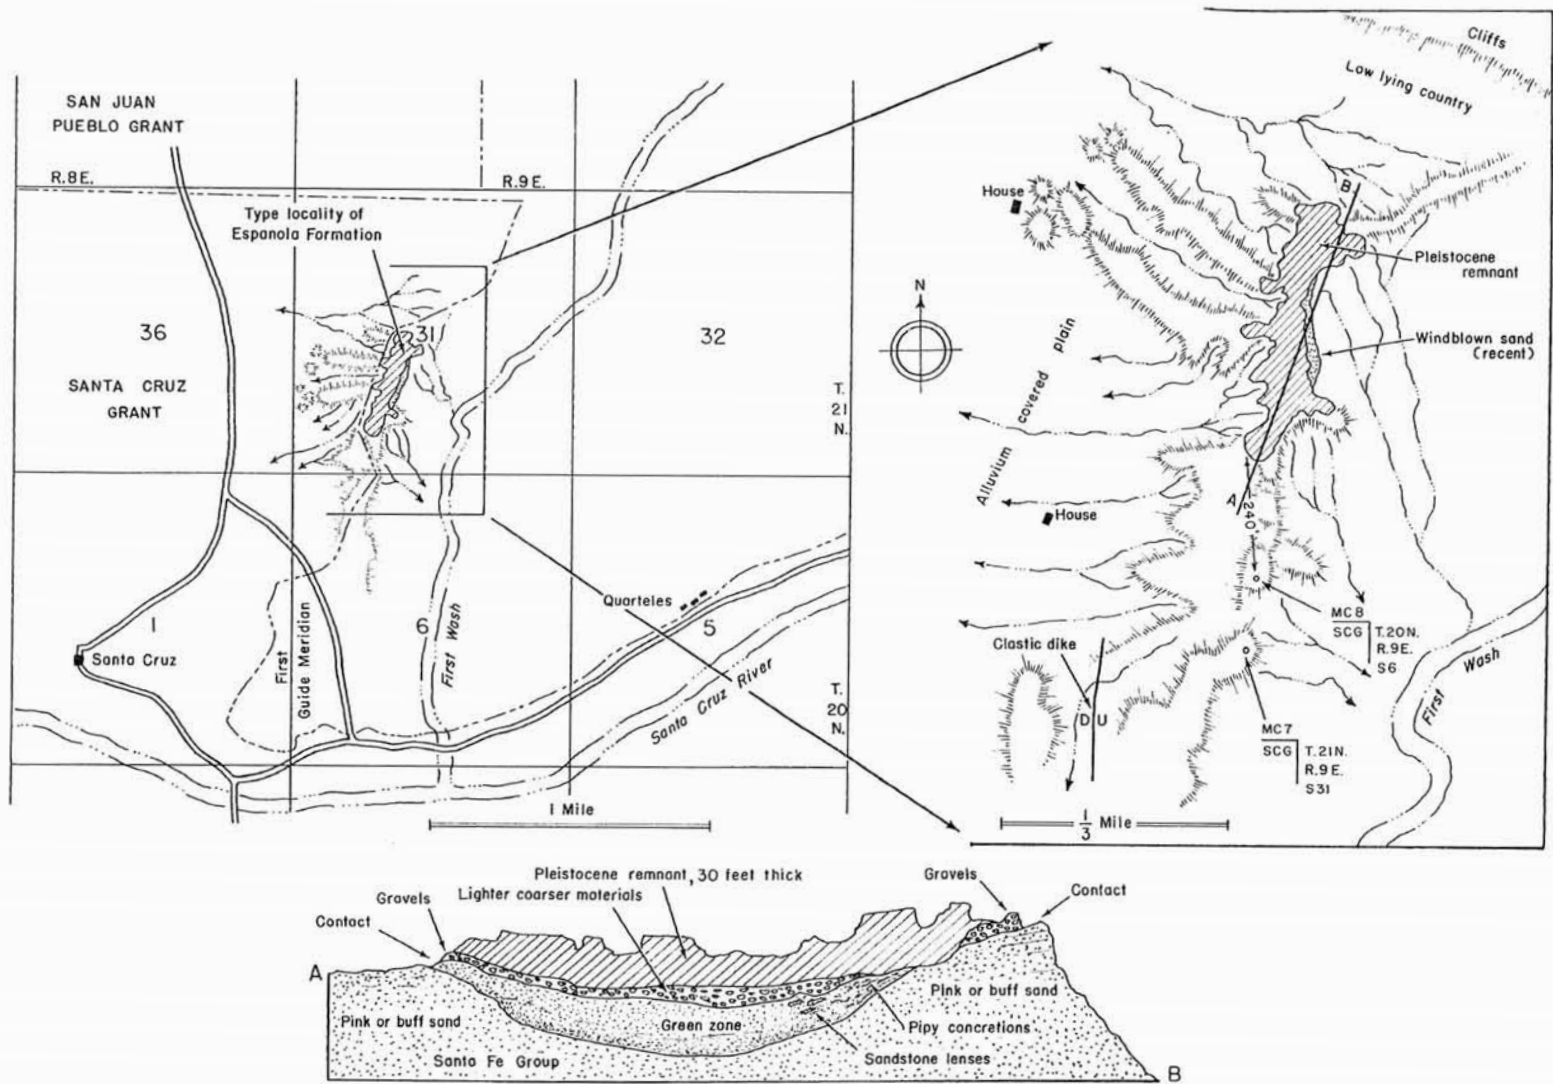 SAN JUAN
PUEBLO GRANT
R.8E.
R.9E.
Type locality of
Espanola Formation
36
31
32
SANTA CRUZ
GRANT
T.
21
N.
Quarteles
1
6
5
Santa Cruz
First
Guide Meridian
First Wash
Santa Cruz River
T.
20
N.
1 Mile
Cliffs
Low lying country
House
B
Pleistocene
remnant
N
Windblown sand
(recent)
Alluvium covered plain
A
240'
House
MC8
SCG
T.20N.
R.9E.
S6
Clastic dike
D U
First Wash
MC7
SCG
T.21N.
R.9E.
S31
1
3
Mile
Pleistocene remnant, 30 feet thick
Lighter coarser materials
Gravels
Contact
Gravels
Contact
A
Pink or buff sand
Pink or buff sand
Green zone
Pipy concretions
Sandstone lenses
Santa Fe Group
B